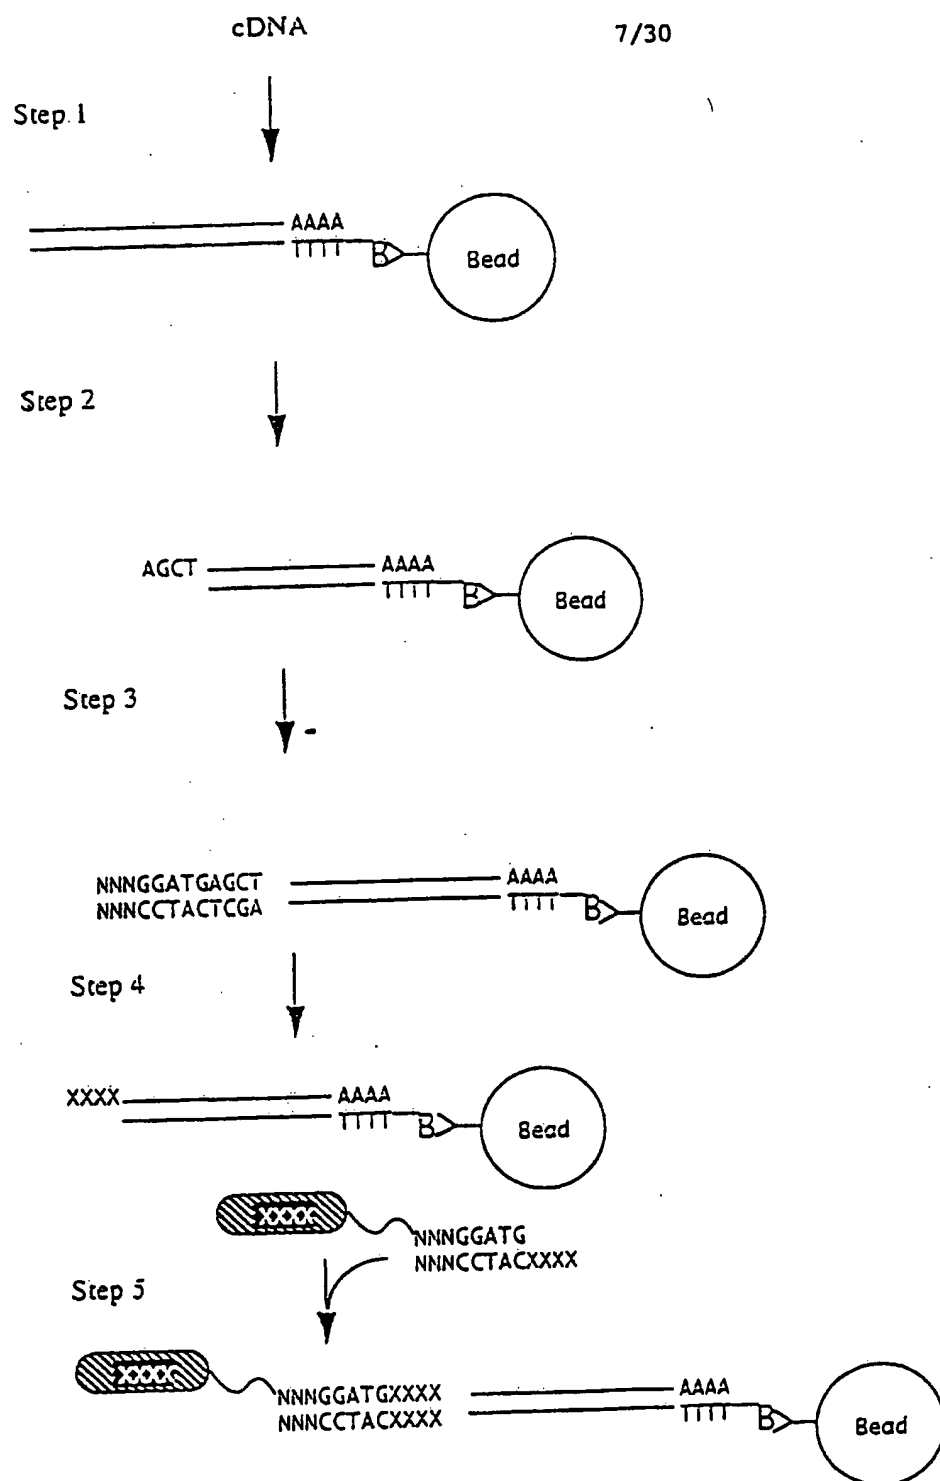 cDNA
7/30
Step 1
AAAA
TTTT B Bead
Step 2
AGCT AAAA
TTTT B Bead
Step 3
NNNGGATGAGCT AAAA
NNNCCTACTCGA TTTT B Bead
Step 4
XXXX AAAA
TTTT B Bead
XXXX
NNNGGATG
NNNCCTACXXXX
Step 5
XXXX
NNNGGATGXXXX AAAA
NNNCCTACXXXX TTTT B Bead